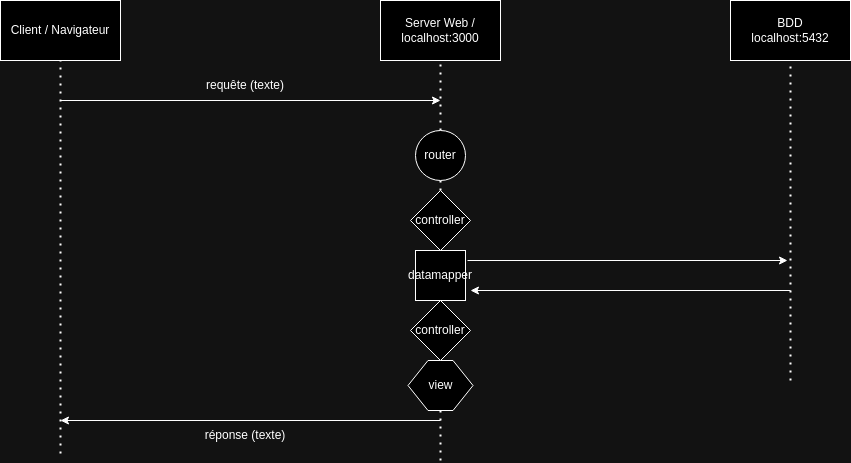 Client / Navigateur
Server Web /
localhost:3000
BDD
localhost:5432
requête (texte)
router
controller
datamapper
controller
view
réponse (texte)